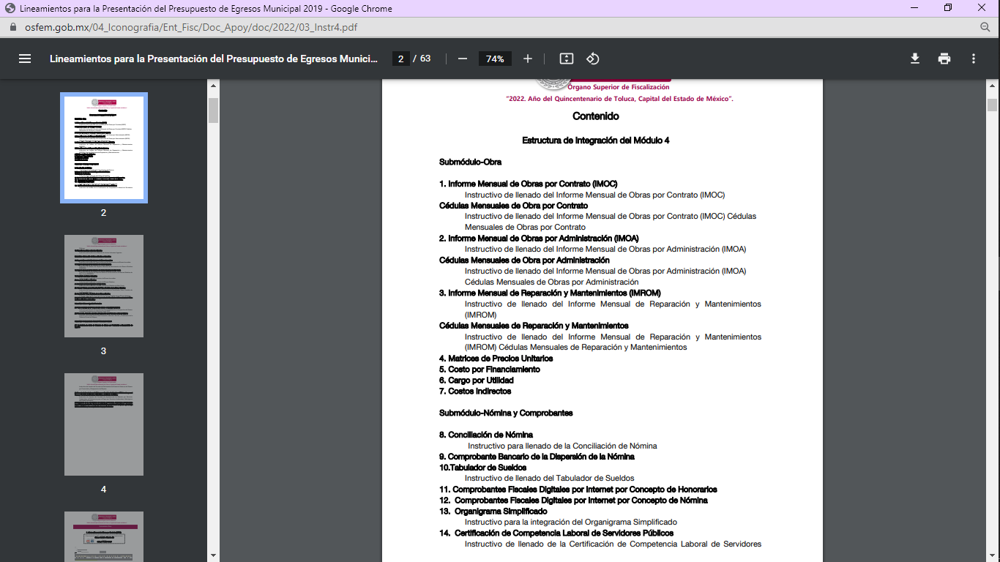 Lineamientos para la Presentación del Presupuesto de Egresos Municipal 2019 - Google Chrome
osfem.gob.mx/04_Iconografia/Ent_Fisc/Doc_Apoy/doc/2022/03_Instr4.pdf
Lineamientos para la Presentación del Presupuesto de Egresos Munici...
2 / 63
74%
2
3
4
Órgano Superior de Fiscalización
“2022. Año del Quincentenario de Toluca, Capital del Estado de México”.
Contenido
Estructura de Integración del Módulo 4
Submódulo-Obra
1. Informe Mensual de Obras por Contrato (IMOC)
Instructivo de llenado del Informe Mensual de Obras por Contrato (IMOC)
Cédulas Mensuales de Obra por Contrato
Instructivo de llenado del Informe Mensual de Obras por Contrato (IMOC) Cédulas
Mensuales de Obras por Contrato
2. Informe Mensual de Obras por Administración (IMOA)
Instructivo de llenado del Informe Mensual de Obras por Administración (IMOA)
Cédulas Mensuales de Obra por Administración
Instructivo de llenado del Informe Mensual de Obras por Administración (IMOA)
Cédulas Mensuales de Obras por Administración
3. Informe Mensual de Reparación y Mantenimientos (IMROM)
Instructivo de llenado del Informe Mensual de Reparación y Mantenimientos
(IMROM)
Cédulas Mensuales de Reparación y Mantenimientos
Instructivo de llenado del Informe Mensual de Reparación y Mantenimientos
(IMROM) Cédulas Mensuales de Reparación y Mantenimientos
4. Matrices de Precios Unitarios
5. Costo por Financiamiento
6. Cargo por Utilidad
7. Costos Indirectos
Submódulo-Nómina y Comprobantes
8. Conciliación de Nómina
Instructivo para llenado de la Conciliación de Nómina
9. Comprobante Bancario de la Dispersión de la Nómina
10.Tabulador de Sueldos
Instructivo de llenado del Tabulador de Sueldos
11. Comprobantes Fiscales Digitales por Internet por Concepto de Honorarios
12. Comprobantes Fiscales Digitales por Internet por Concepto de Nómina
13. Organigrama Simplificado
Instructivo para la integración del Organigrama Simplificado
14. Certificación de Competencia Laboral de Servidores Públicos
Instructivo de llenado de la Certificación de Competencia Laboral de Servidores